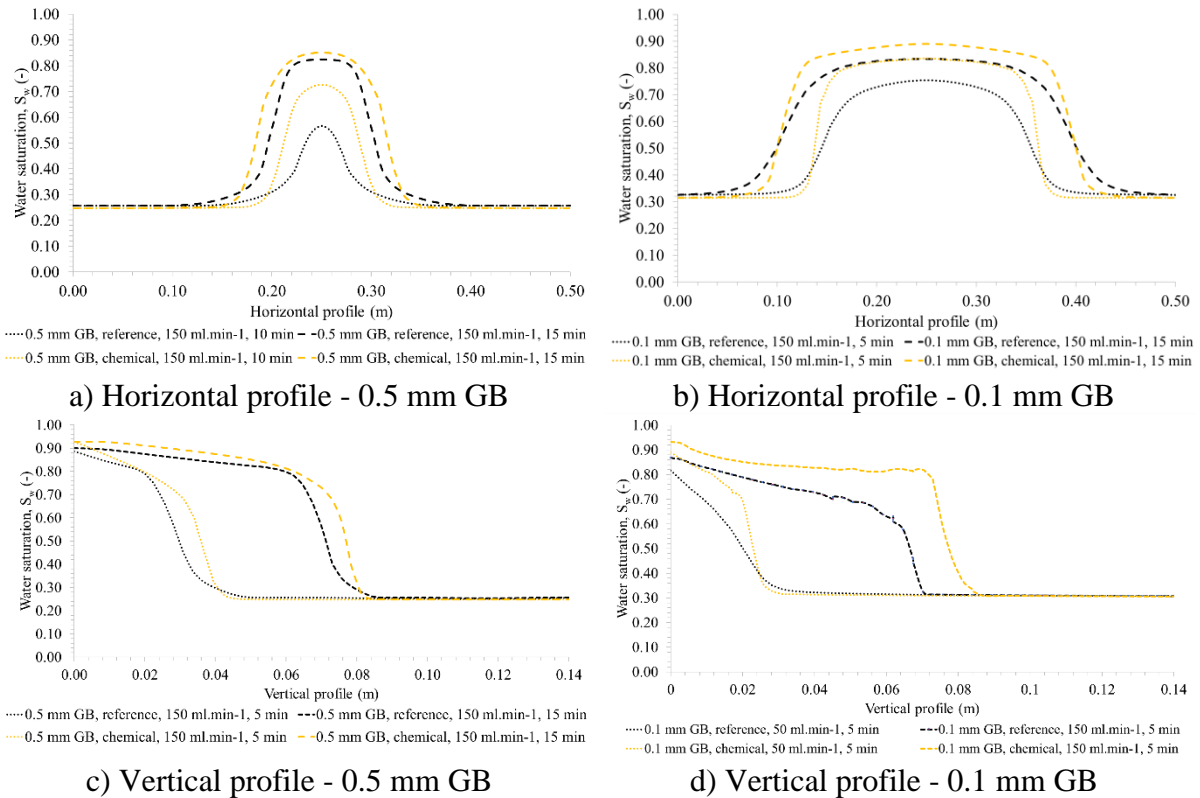 1.00
0.90
0.80
0.70
0.60
0.50
0.40
0.30
0.20
0.10
0.00
Water saturation, Sw (-)
0.00 0.10 0.20 0.30 0.40 0.50
Horizontal profile (m)
0.5 mm GB, reference, 150 ml.min-1, 10 min 0.5 mm GB, reference, 150 ml.min-1, 15 min
0.5 mm GB, chemical, 150 ml.min-1, 10 min 0.5 mm GB, chemical, 150 ml.min-1, 15 min
a) Horizontal profile - 0.5 mm GB
1.00
0.90
0.80
0.70
0.60
0.50
0.40
0.30
0.20
0.10
0.00
Water saturation, Sw (-)
0.00 0.10 0.20 0.30 0.40 0.50
Horizontal profile (m)
0.1 mm GB, reference, 150 ml.min-1, 5 min 0.1 mm GB, reference, 150 ml.min-1, 15 min
0.1 mm GB, chemical, 150 ml.min-1, 5 min 0.1 mm GB, chemical, 150 ml.min-1, 15 min
b) Horizontal profile - 0.1 mm GB
1.00
0.90
0.80
0.70
0.60
0.50
0.40
0.30
0.20
0.10
0.00
Water saturation, Sw (-)
0.00 0.02 0.04 0.06 0.08 0.10 0.12 0.14
Vertical profile (m)
0.5 mm GB, reference, 150 ml.min-1, 5 min 0.5 mm GB, reference, 150 ml.min-1, 15 min
0.5 mm GB, chemical, 150 ml.min-1, 5 min 0.5 mm GB, chemical, 150 ml.min-1, 15 min
c) Vertical profile - 0.5 mm GB
1.00
0.90
0.80
0.70
0.60
0.50
0.40
0.30
0.20
0.10
0.00
Water saturation, Sw (-)
0 0.02 0.04 0.06 0.08 0.1 0.12 0.14
Vertical profile (m)
0.1 mm GB, reference, 50 ml.min-1, 5 min 0.1 mm GB, reference, 150 ml.min-1, 5 min
0.1 mm GB, chemical, 50 ml.min-1, 5 min 0.1 mm GB, chemical, 150 ml.min-1, 5 min
d) Vertical profile - 0.1 mm GB